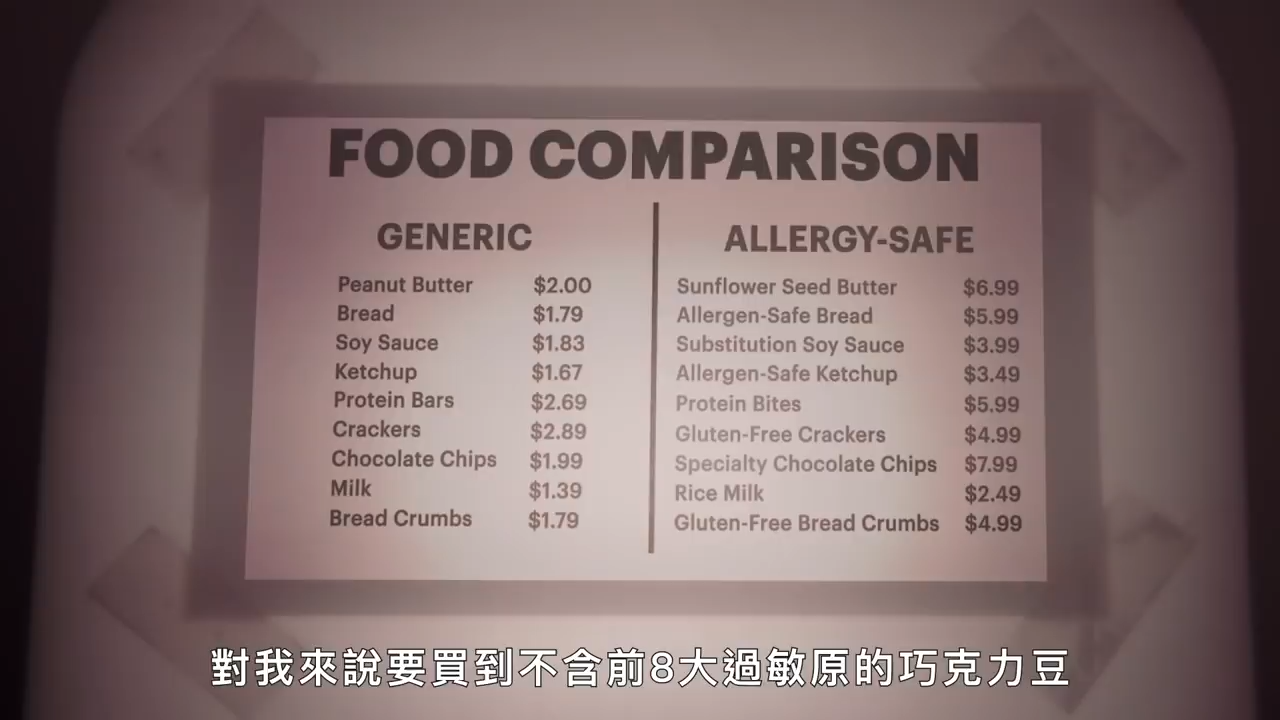 FOOD COMPARISON
GENERIC
Peanut Butter $2.00
Bread $1.79
Soy Sauce $1.83
Ketchup $1.67
Protein Bars $2.69
Crackers $2.89
Chocolate Chips $1.99
Milk $1.39
Bread Crumbs $1.79
ALLERGY-SAFE
Sunflower Seed Butter $6.99
Allergen-Safe Bread $5.99
Substitution Soy Sauce $3.99
Allergen-Safe Ketchup $3.49
Protein Bites $5.99
Gluten-Free Crackers $4.99
Specialty Chocolate Chips $7.99
Rice Milk $2.49
Gluten-Free Bread Crumbs $4.99
對我來說要買到不含前8大過敏原的巧克力豆